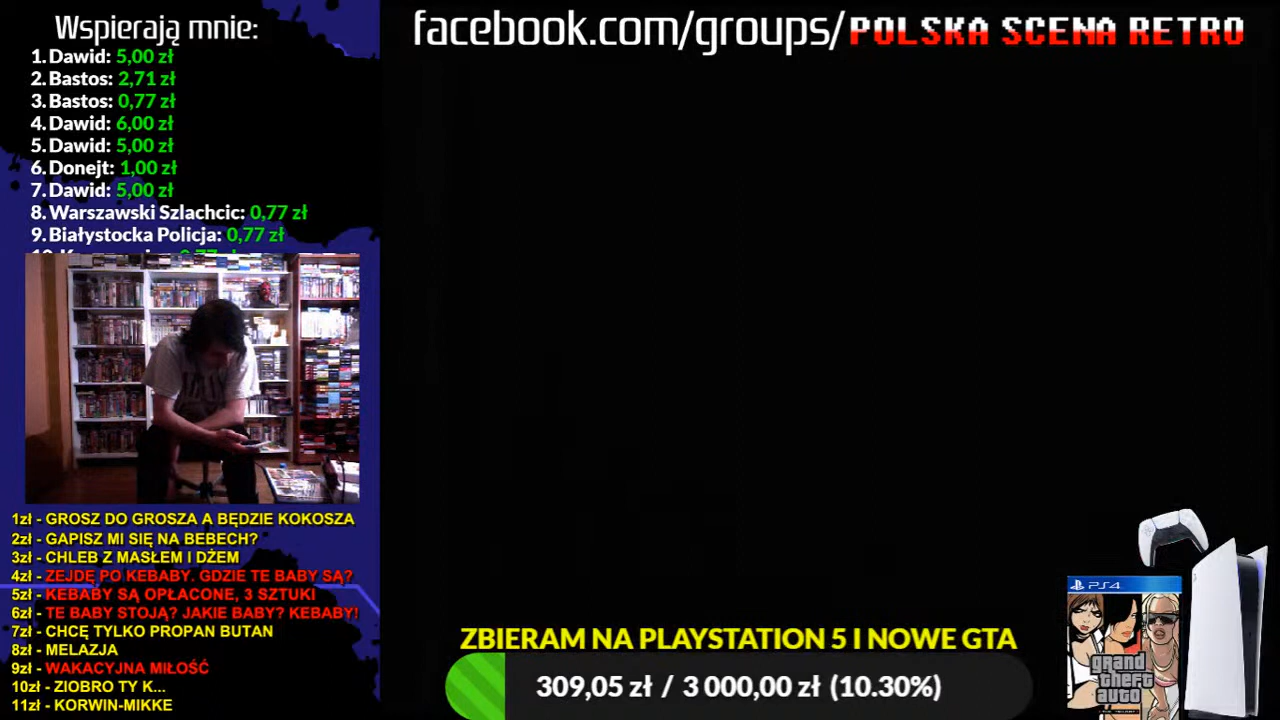 Wspierają mnie:
1. Dawid: 5,00 zł
2. Bastos: 2,71 zł
3. Bastos: 0,77 zł
4. Dawid: 6,00 zł
5. Dawid: 5,00 zł
6. Donejt: 1,00 zł
7. Dawid: 5,00 zł
8. Warszawski Szlachcic: 0,77 zł
9. Białystocka Policja: 0,77 zł
facebook.com/groups/POLSKA SCENA RETRO
1zł - GROSZ DO GROSZA A BĘDZIE KOKOSZA
2zł - GAPISZ MI SIĘ NA BEBECH?
3zł - CHLEB Z MASŁEM I DŻEM
4zł - ZEJDĘ PO KEBABY. GDZIE TE BABY SĄ?
5zł - KEBABY SĄ OPŁACONE, 3 SZTUKI
6zł - TE BABY STOJĄ? JAKIE BABY? KEBABY!
7zł - CHCĘ TYLKO PROPAN BUTAN
8zł - MELAZJA
9zł - WAKACYJNA MIŁOŚĆ
10zł - ZIOBRO TY K...
11zł - KORWIN-MIKKE
ZBIERAM NA PLAYSTATION 5 I NOWE GTA
309,05 zł / 3 000,00 zł (10.30%)
PS4
grand
theft
auto